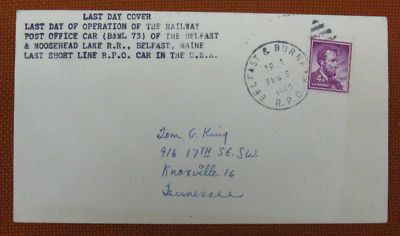 LAST DAY COVER
LAST DAY OF OPERATION OF THE RAILWAY
POST OFFICE CAR (B&ML 73) OF THE BELFAST
& MOOSEHEAD LAKE R.R., BELFAST, MAINE
LAST SHORT LINE R.P.O. CAR IN THE U.S.A.
BELFAST & BURNHAM
TR 1
FEB 5
R.P.O.
4¢
Tom G. King
916 17TH St. S.W.
Knoxville 16
Tennessee